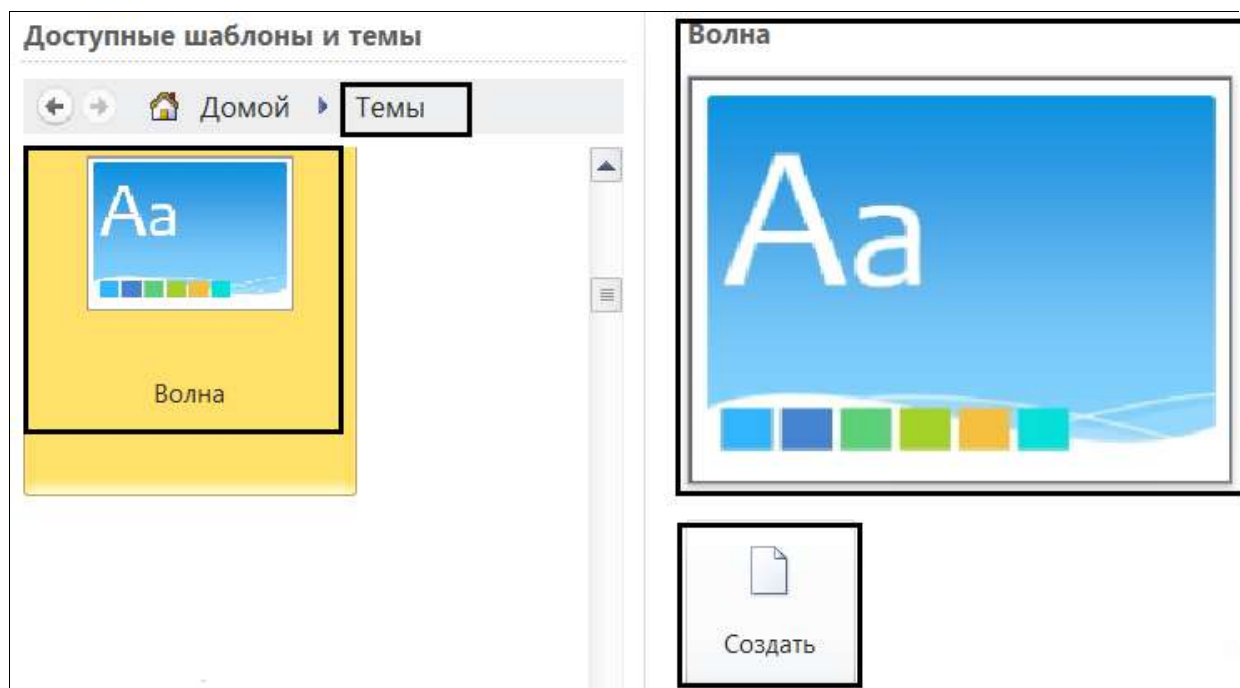 Доступные шаблоны и темы
Домой Темы
Aa
Волна
Волна
Aa
Создать